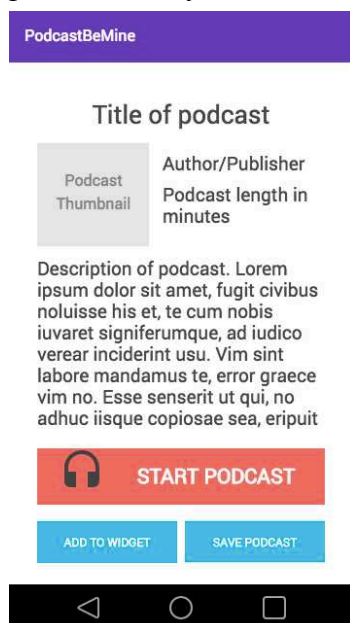 PodcastBeMine
Title of podcast
Podcast
Thumbnail
Author/Publisher
Podcast length in
minutes
Description of podcast. Lorem
ipsum dolor sit amet, fugit civibus
noluisse his et, te cum nobis
iuvaret signiferumque, ad iudico
verear inciderint usu. Vim sint
labore mandamus te, error graece
vim no. Esse senserit ut qui, no
adhuc iisque copiosae sea, eripuit
START PODCAST
ADD TO WIDGET
SAVE PODCAST